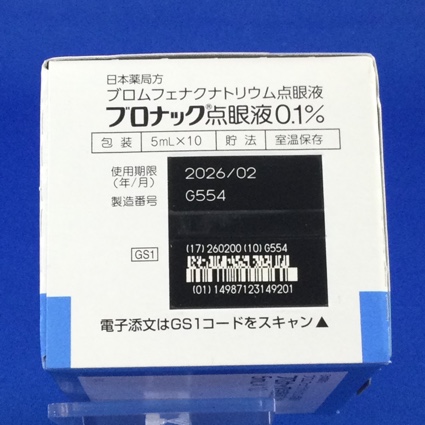 日本薬局方
ブロムフェナクナトリウム点眼液
ブロナック®点眼液0.1%
包装 5mL×10 貯法 室温保存
使用期限 2026/02
(年/月)
製造番号 G554
(17)260200(10)G554
GS1
(01)14987123149201
電子添文はGS1コードをスキャン▲